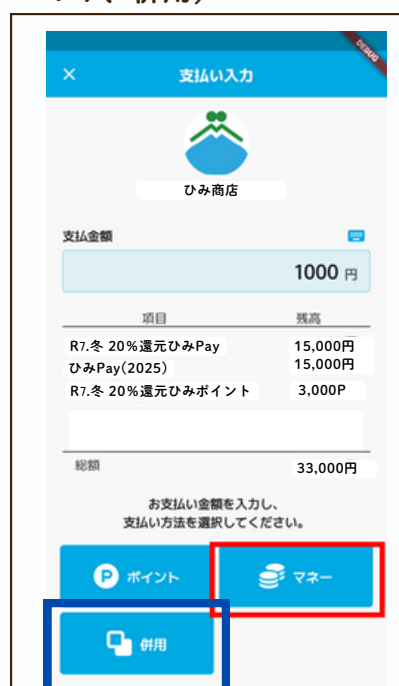 DEBUG
× 支払い入力
ひみ商店
支払金額
1000 円
項目 残高
R7.冬 20%還元ひみPay 15,000円
ひみPay(2025) 15,000円
R7.冬 20%還元ひみポイント 3,000P
総額 33,000円
お支払い金額を入力し、
支払い方法を選択してください。
P ポイント マネー
併用